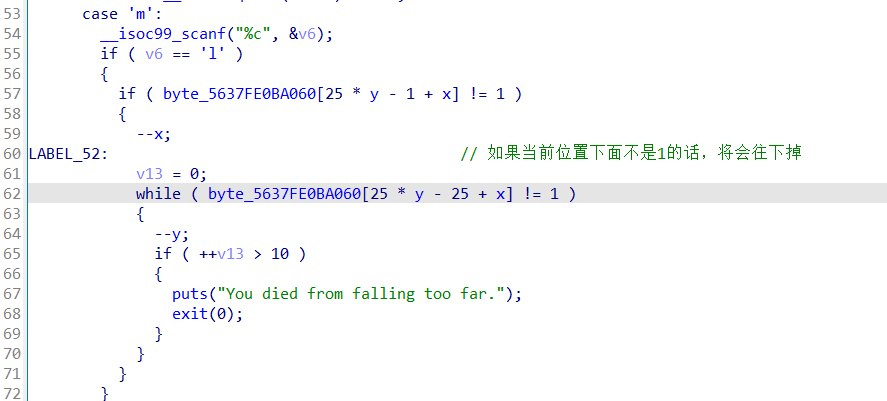 53 case 'm':
54 __isoc99_scanf("%c", &v6);
55 if ( v6 == 'l' )
56 {
57 if ( byte_5637FE0BA060[25 * y - 1 + x] != 1 )
58 {
59 --x;
60 LABEL_52: // 如果当前位置下面不是1的话，将会往下掉
61 v13 = 0;
62 while ( byte_5637FE0BA060[25 * y - 25 + x] != 1 )
63 {
64 --y;
65 if ( ++v13 > 10 )
66 {
67 puts("You died from falling too far.");
68 exit(0);
69 }
70 }
71 }
72 }